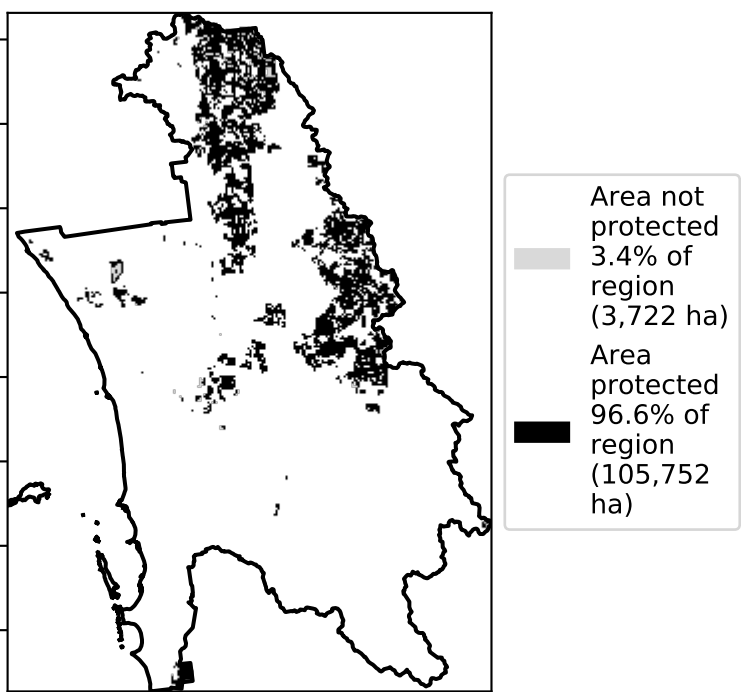 Area not
protected
3.4% of
region
(3,722 ha)
Area
protected
96.6% of
region
(105,752
ha)